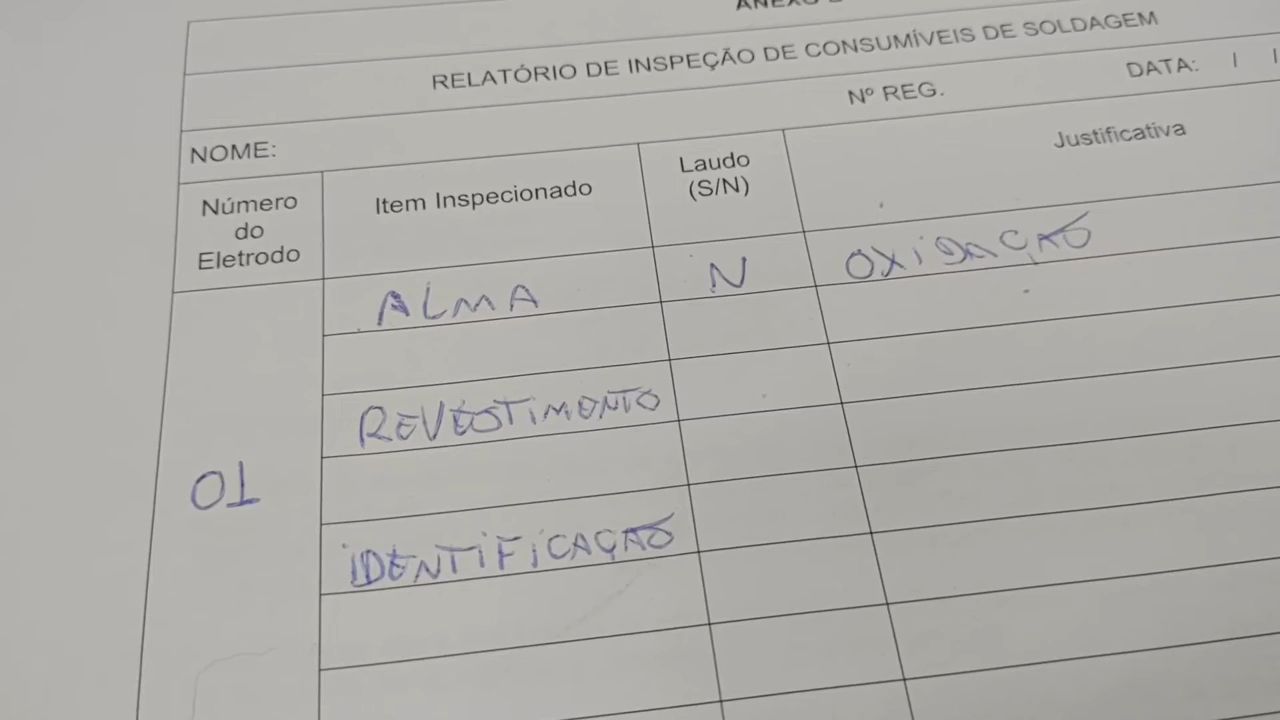 ANEXO
RELATÓRIO DE INSPEÇÃO DE CONSUMÍVEIS DE SOLDAGEM
NOME:
Nº REG.
DATA: / /
Número do Eletrodo
Item Inspecionado
Laudo (S/N)
Justificativa
01
ALMA
N
OXIDAÇÃO
REVESTIMENTO
IDENTIFICAÇÃO